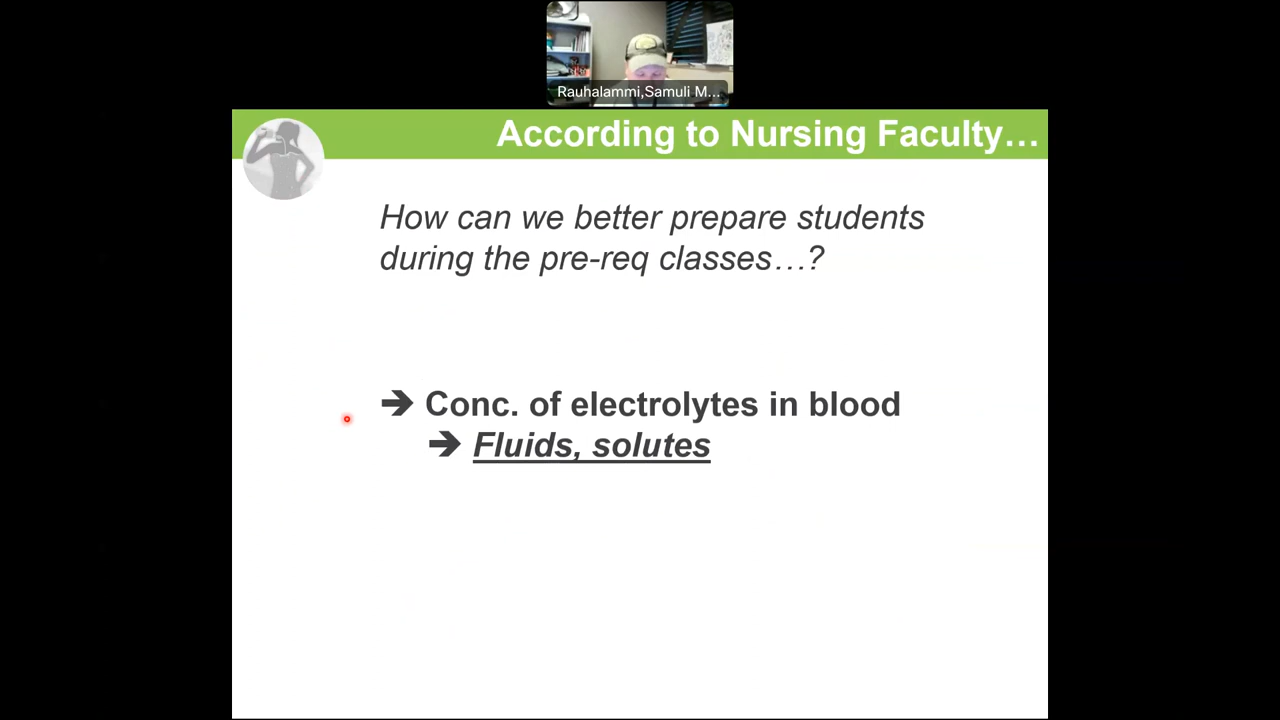 Rauhalammi,Samuli M...
According to Nursing Faculty…
How can we better prepare students
during the pre-req classes…?
➔ Conc. of electrolytes in blood
➔ Fluids, solutes